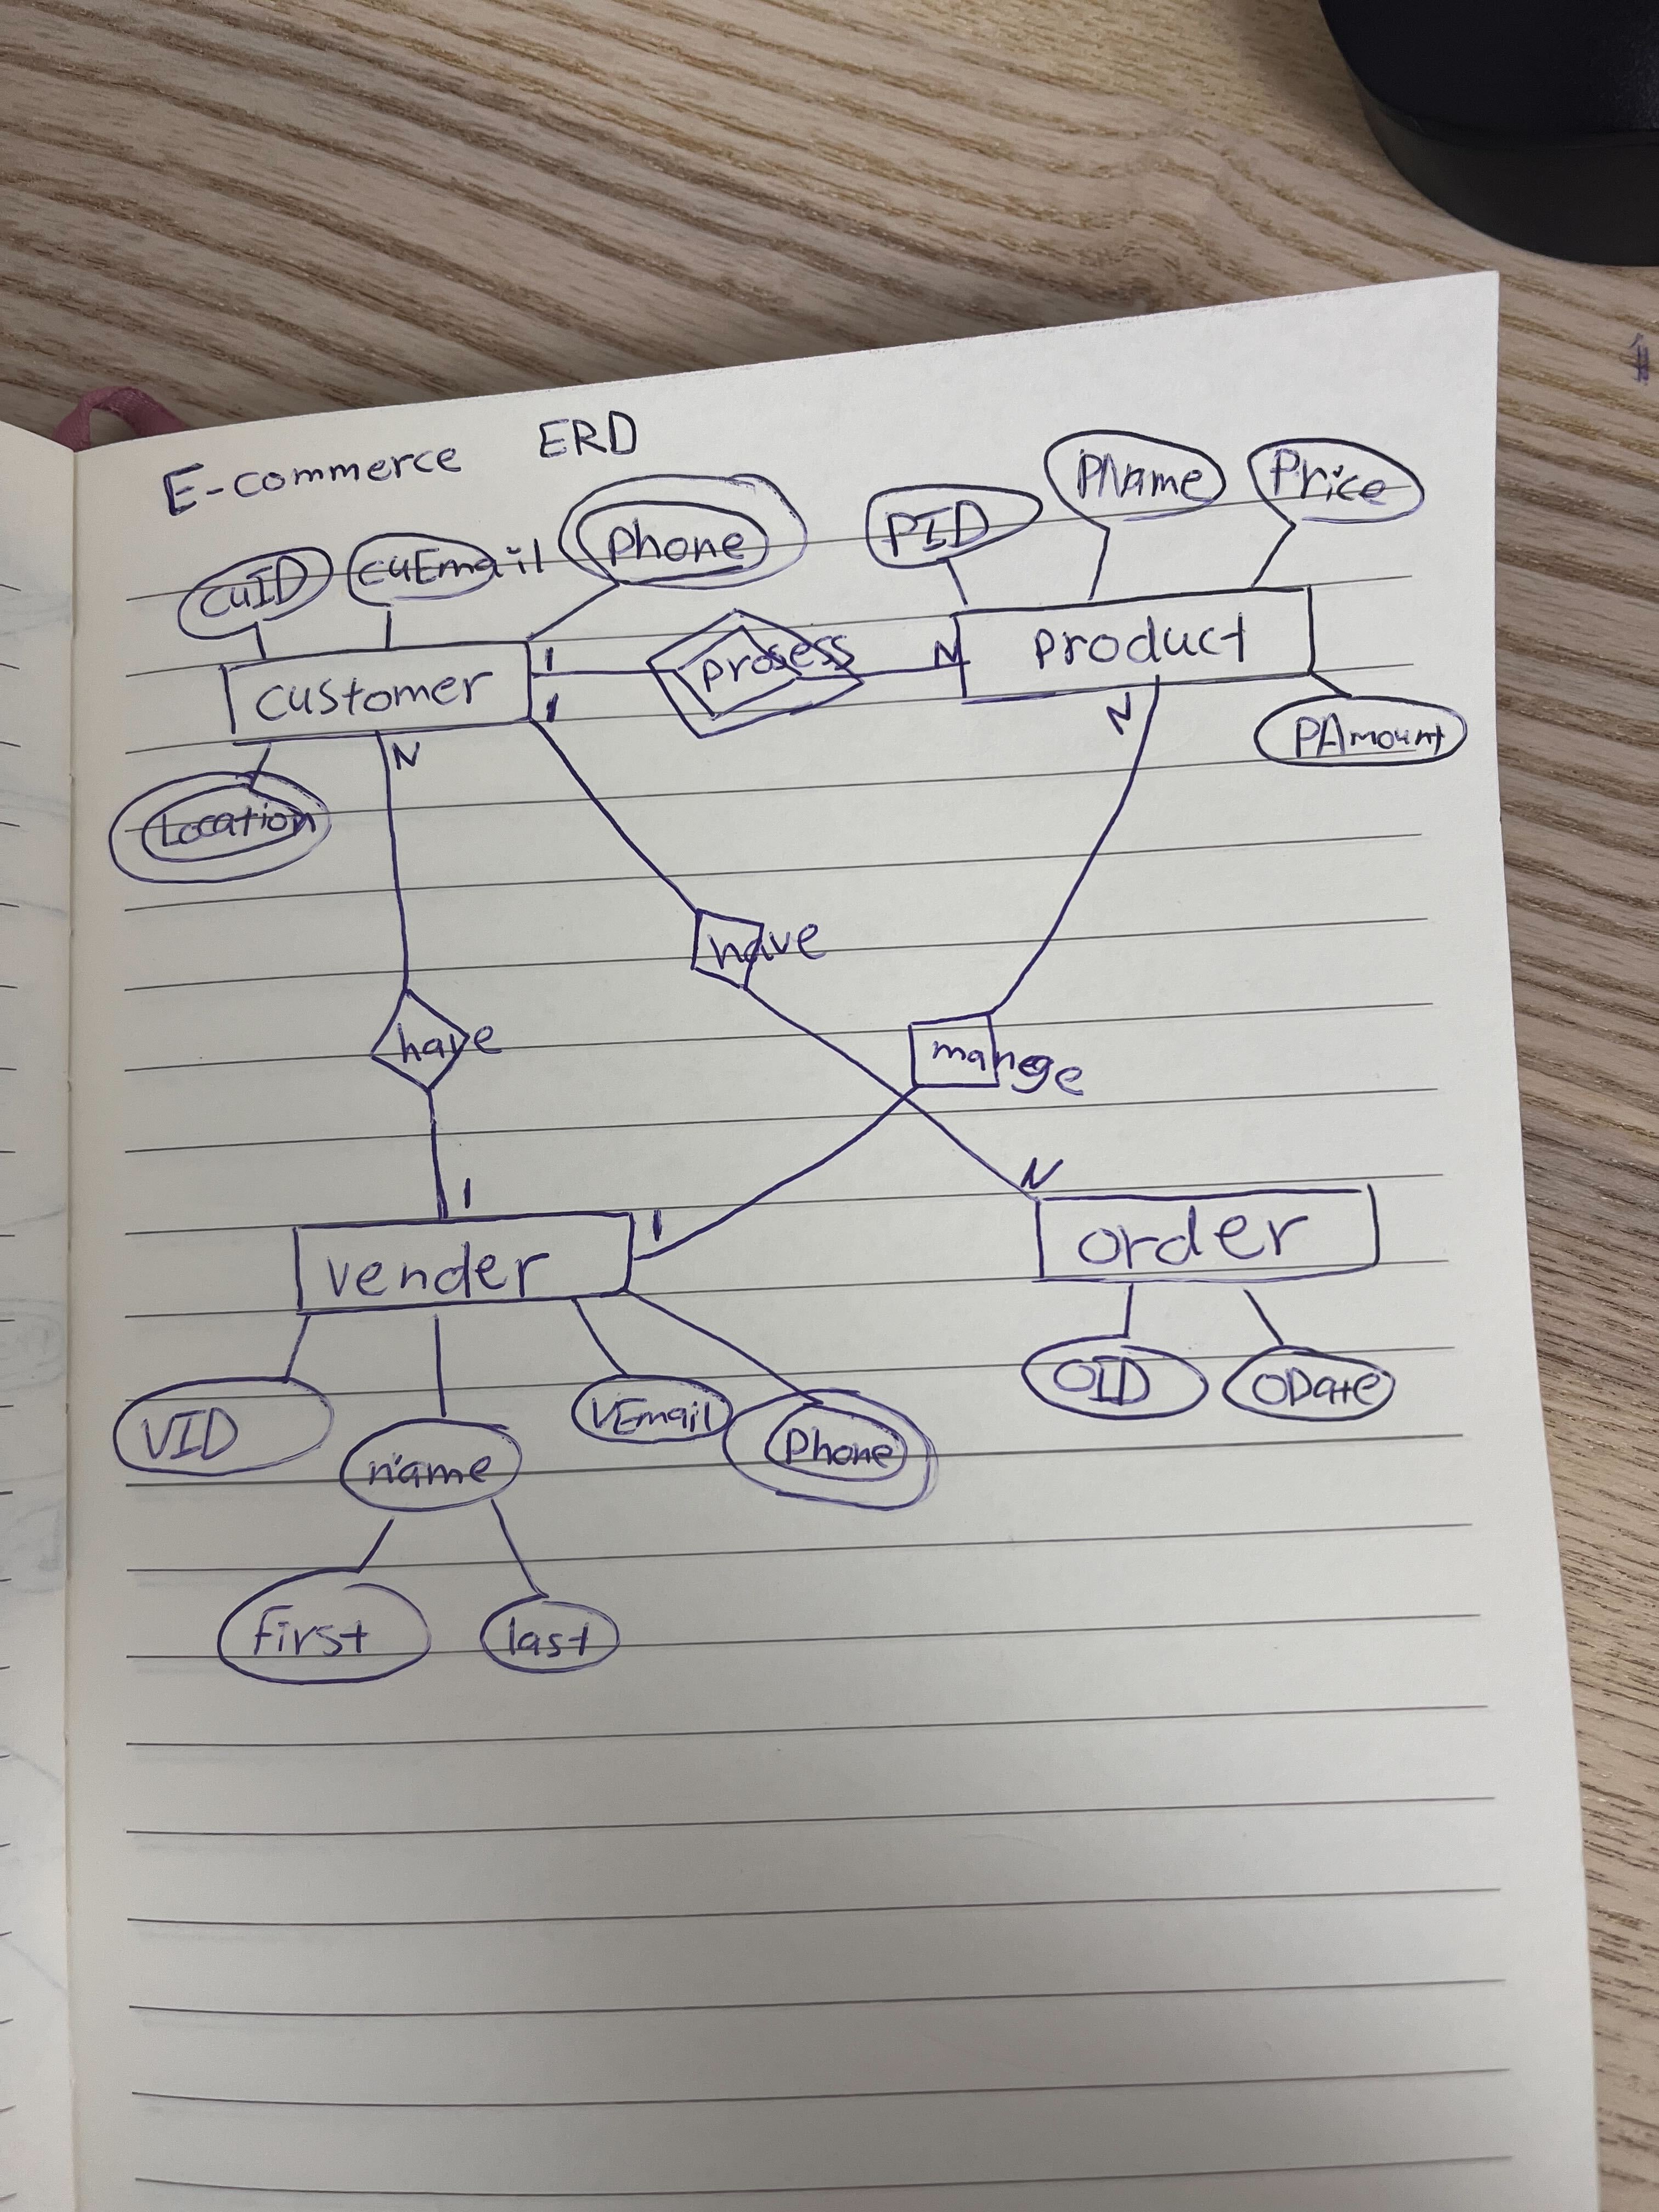 E-commerce ERD
cuID cuEmail Phone PID PName Price
customer 1 prosess N product
1
N N PAmount
Location
have
have mange
N
1 1
vender order
VID name VEmail Phone OID ODate
first last